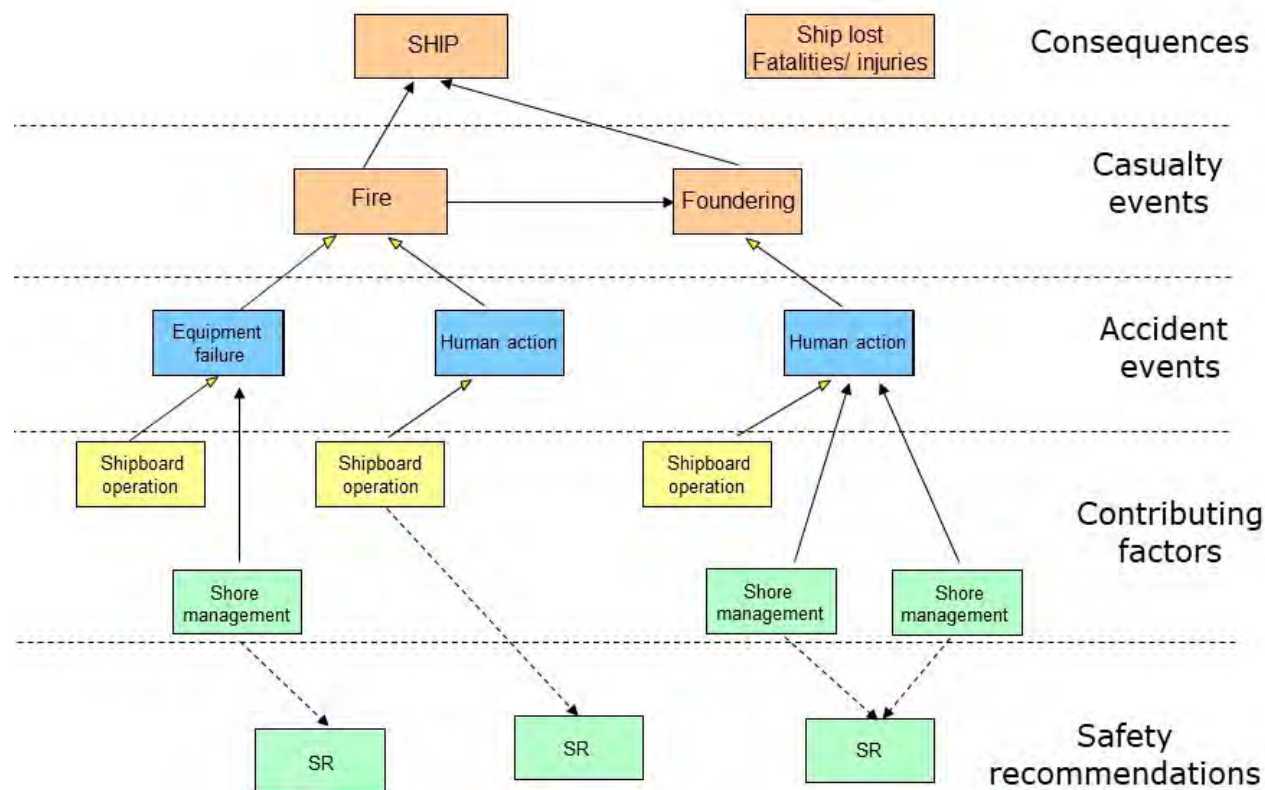 SHIP
Ship lost
Fatalities/ injuries
Consequences
Fire
Foundering
Casualty
events
Equipment
failure
Human action
Human action
Accident
events
Shipboard
operation
Shipboard
operation
Shipboard
operation
Contributing
factors
Shore
management
Shore
management
Shore
management
SR
SR
SR
Safety
recommendations